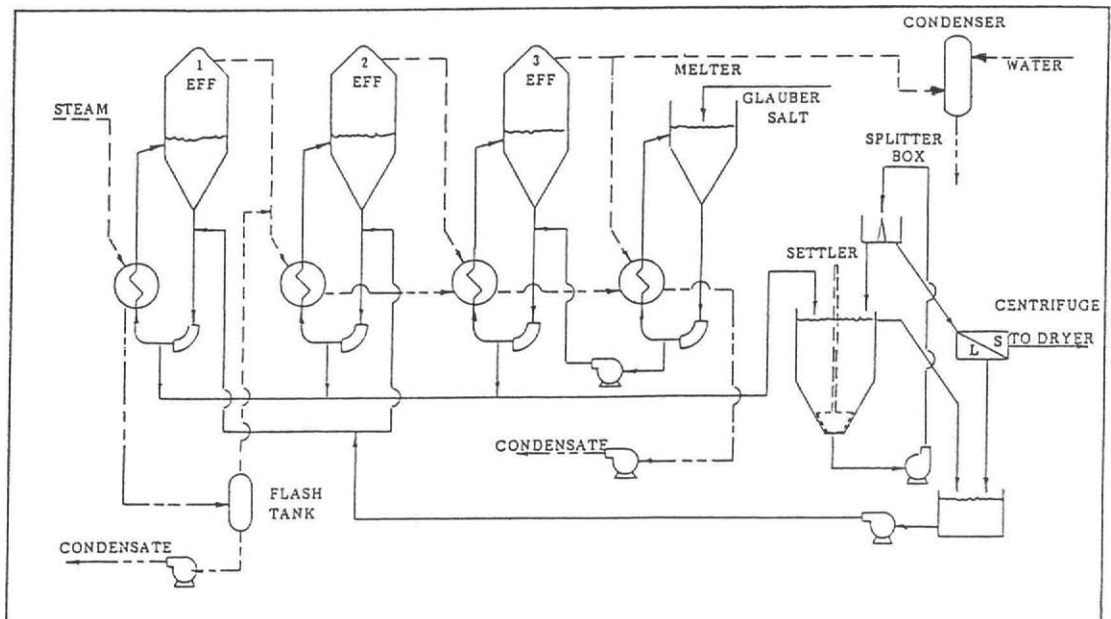 CONDENSER
1
EFF
2
EFF
3
EFF
MELTER
WATER
STEAM
GLAUBER
SALT
SPLITTER
BOX
SETTLER
CENTRIFUGE
S
L
TO DRYER
CONDENSATE
FLASH
TANK
CONDENSATE